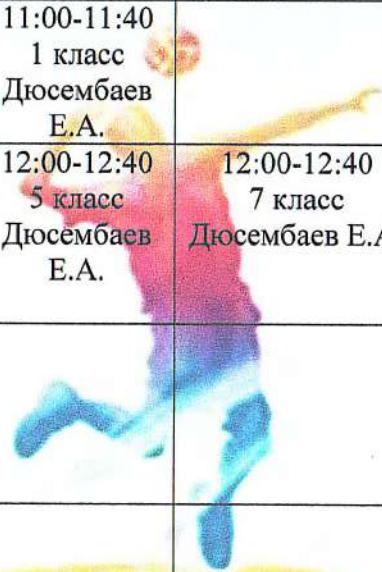 11:00-11:40
1 класс
Дюсембаев
Е.А.
12:00-12:40
5 класс
Дюсембаев
Е.А.
12:00-12:40
7 класс
Дюсембаев Е.А